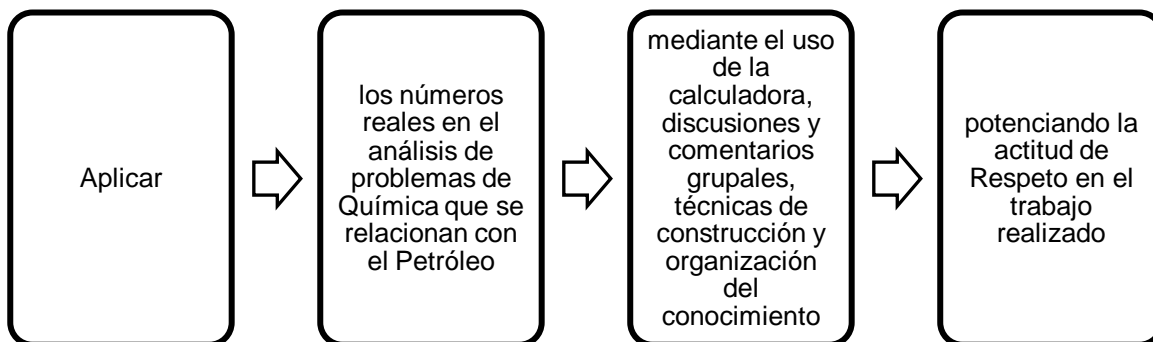 Aplicar
los números
reales en el
análisis de
problemas de
Química que se
relacionan con
el Petróleo
mediante el uso
de la
calculadora,
discusiones y
comentarios
grupales,
técnicas de
construcción y
organización
del
conocimiento
potenciando la
actitud de
Respeto en el
trabajo
realizado